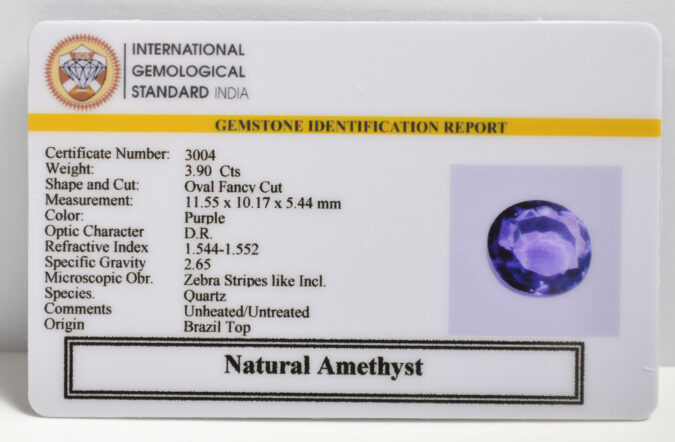 IGS
INTERNATIONAL
GEMOLOGICAL
STANDARD INDIA
GEMSTONE IDENTIFICATION REPORT
Certificate Number: 3004
Weight: 3.90 Cts
Shape and Cut: Oval Fancy Cut
Measurement: 11.55 x 10.17 x 5.44 mm
Color: Purple
Optic Character D.R.
Refractive Index 1.544-1.552
Specific Gravity 2.65
Microscopic Obr. Zebra Stripes like Incl.
Species. Quartz
Comments Unheated/Untreated
Origin Brazil Top
Natural Amethyst